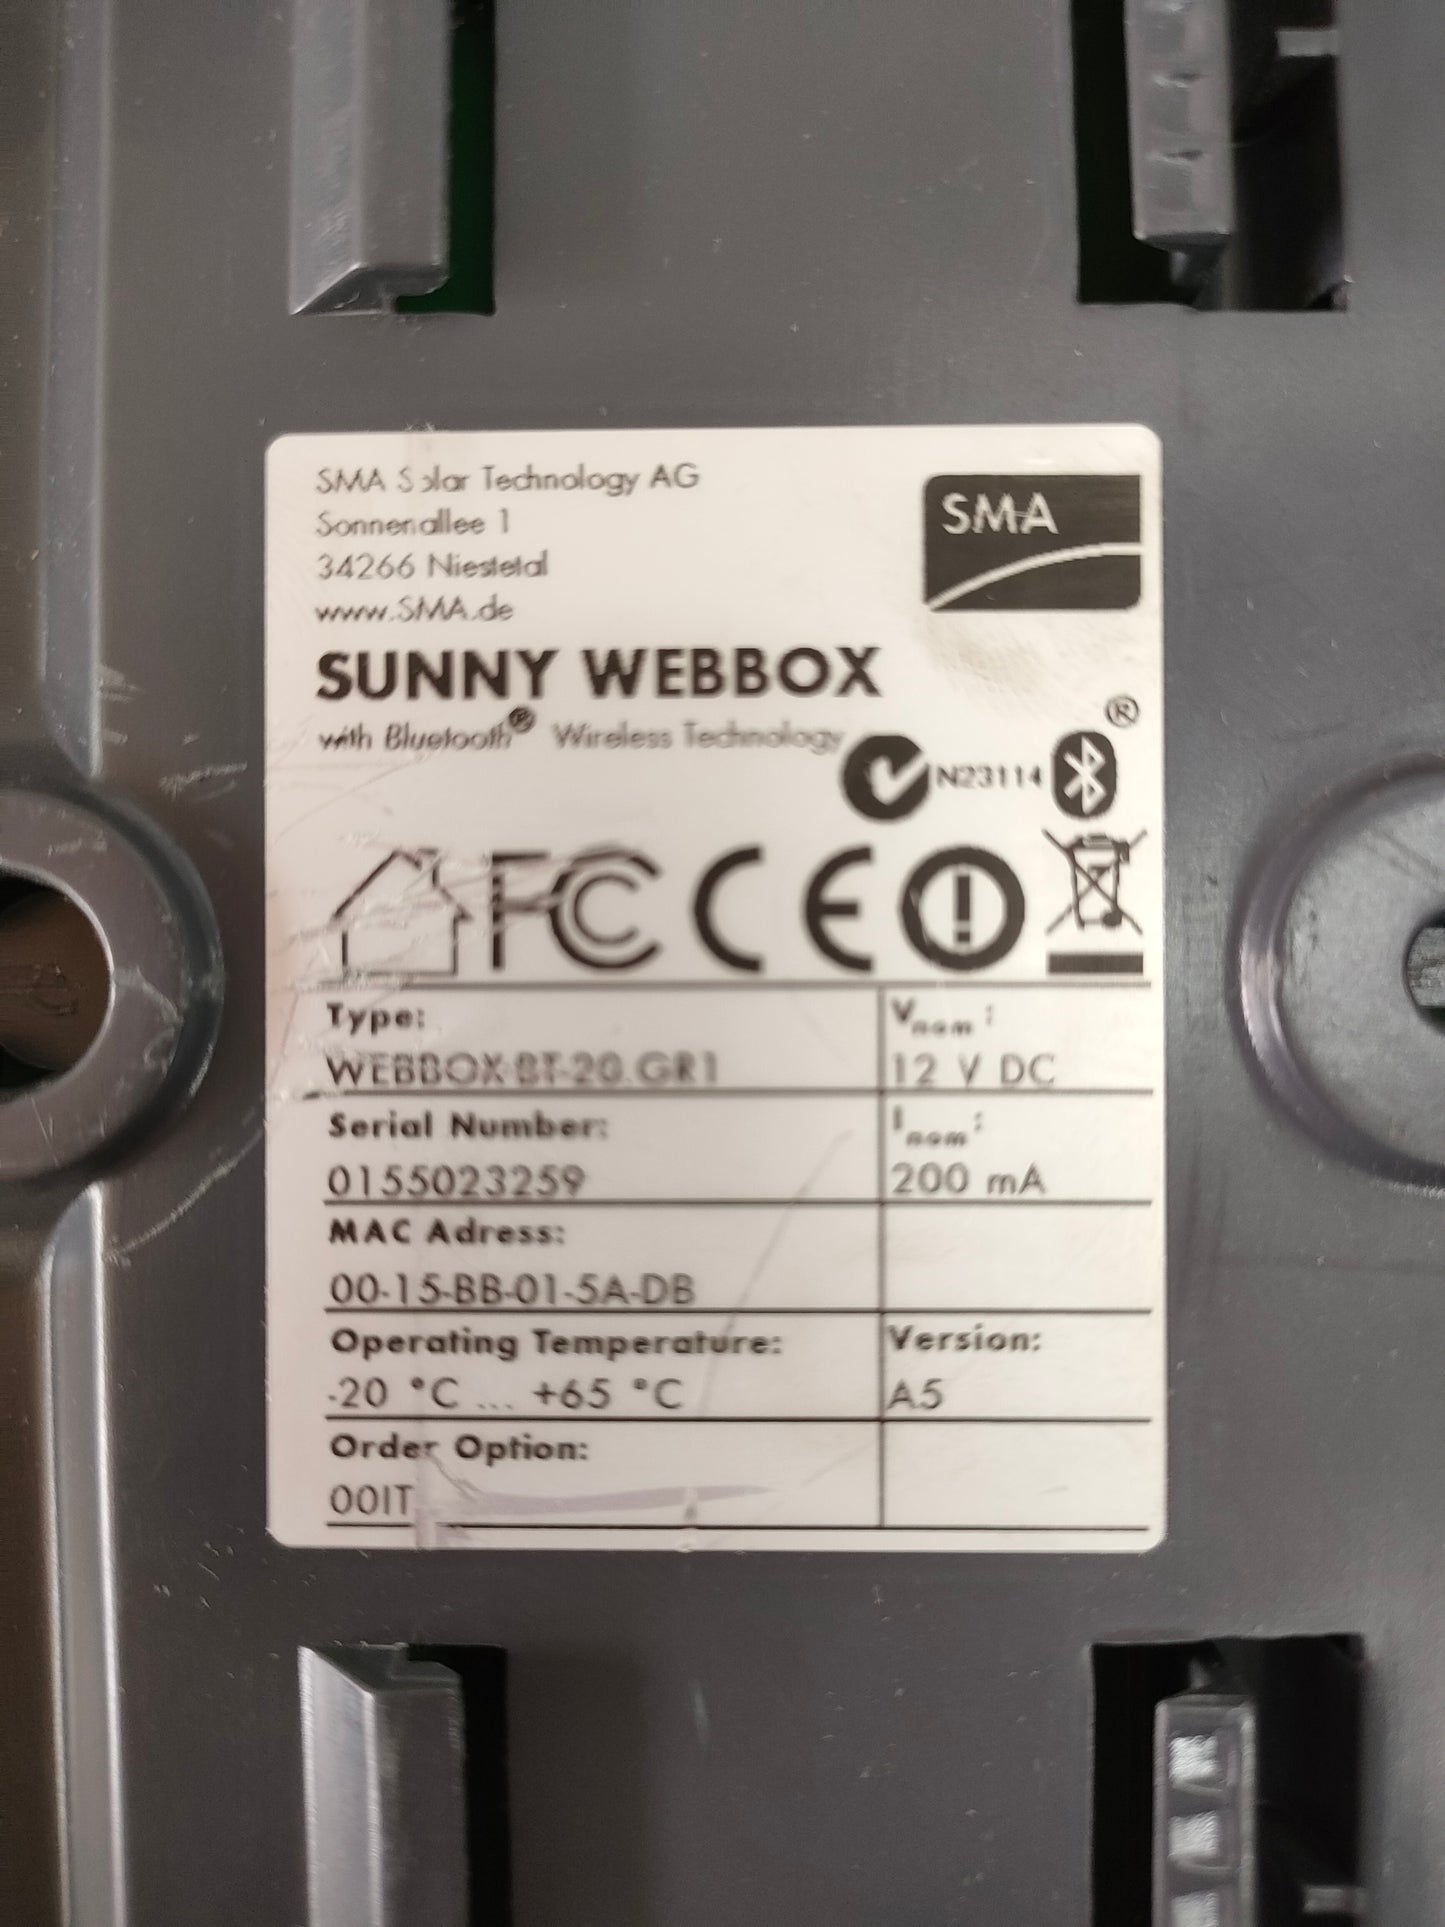 SMA Solar Technology AG
Sonnenallee 1
34266 Niestetal
www.SMA.de
SMA
SUNNY WEBBOX
with Bluetooth® Wireless Technology
N23114
®
FC CE
Type:
WEBBOX-BT-20.GR1
Vnom:
12 V DC
Serial Number:
0155023259
Inom:
200 mA
MAC Adress:
00-15-BB-01-5A-DB
Operating Temperature:
-20 °C ... +65 °C
Version:
A5
Order Option:
00IT